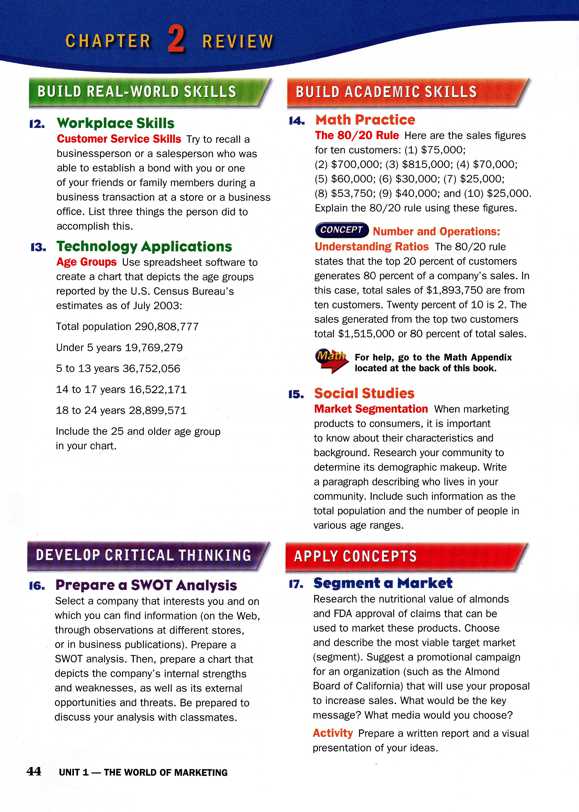 CHAPTER 2 REVIEW
BUILD REAL-WORLD SKILLS
12. Workplace Skills
Customer Service Skills Try to recall a
businessperson or a salesperson who was
able to establish a bond with you or one
of your friends or family members during a
business transaction at a store or a business
office. List three things the person did to
accomplish this.
13. Technology Applications
Age Groups Use spreadsheet software to
create a chart that depicts the age groups
reported by the U.S. Census Bureau's
estimates as of July 2003:
Total population 290,808,777
Under 5 years 19,769,279
5 to 13 years 36,752,056
14 to 17 years 16,522,171
18 to 24 years 28,899,571
Include the 25 and older age group
in your chart.
BUILD ACADEMIC SKILLS
14. Math Practice
The 80/20 Rule Here are the sales figures
for ten customers: (1) $75,000;
(2) $700,000; (3) $815,000; (4) $70,000;
(5) $60,000; (6) $30,000; (7) $25,000;
(8) $53,750; (9) $40,000; and (10) $25,000.
Explain the 80/20 rule using these figures.
CONCEPT Number and Operations:
Understanding Ratios The 80/20 rule
states that the top 20 percent of customers
generates 80 percent of a company's sales. In
this case, total sales of $1,893,750 are from
ten customers. Twenty percent of 10 is 2. The
sales generated from the top two customers
total $1,515,000 or 80 percent of total sales.
Math For help, go to the Math Appendix
located at the back of this book.
15. Social Studies
Market Segmentation When marketing
products to consumers, it is important
to know about their characteristics and
background. Research your community to
determine its demographic makeup. Write
a paragraph describing who lives in your
community. Include such information as the
total population and the number of people in
various age ranges.
DEVELOP CRITICAL THINKING
16. Prepare a SWOT Analysis
Select a company that interests you and on
which you can find information (on the Web,
through observations at different stores,
or in business publications). Prepare a
SWOT analysis. Then, prepare a chart that
depicts the company's internal strengths
and weaknesses, as well as its external
opportunities and threats. Be prepared to
discuss your analysis with classmates.
APPLY CONCEPTS
17. Segment a Market
Research the nutritional value of almonds
and FDA approval of claims that can be
used to market these products. Choose
and describe the most viable target market
(segment). Suggest a promotional campaign
for an organization (such as the Almond
Board of California) that will use your proposal
to increase sales. What would be the key
message? What media would you choose?
Activity Prepare a written report and a visual
presentation of your ideas.
44 UNIT 1 — THE WORLD OF MARKETING